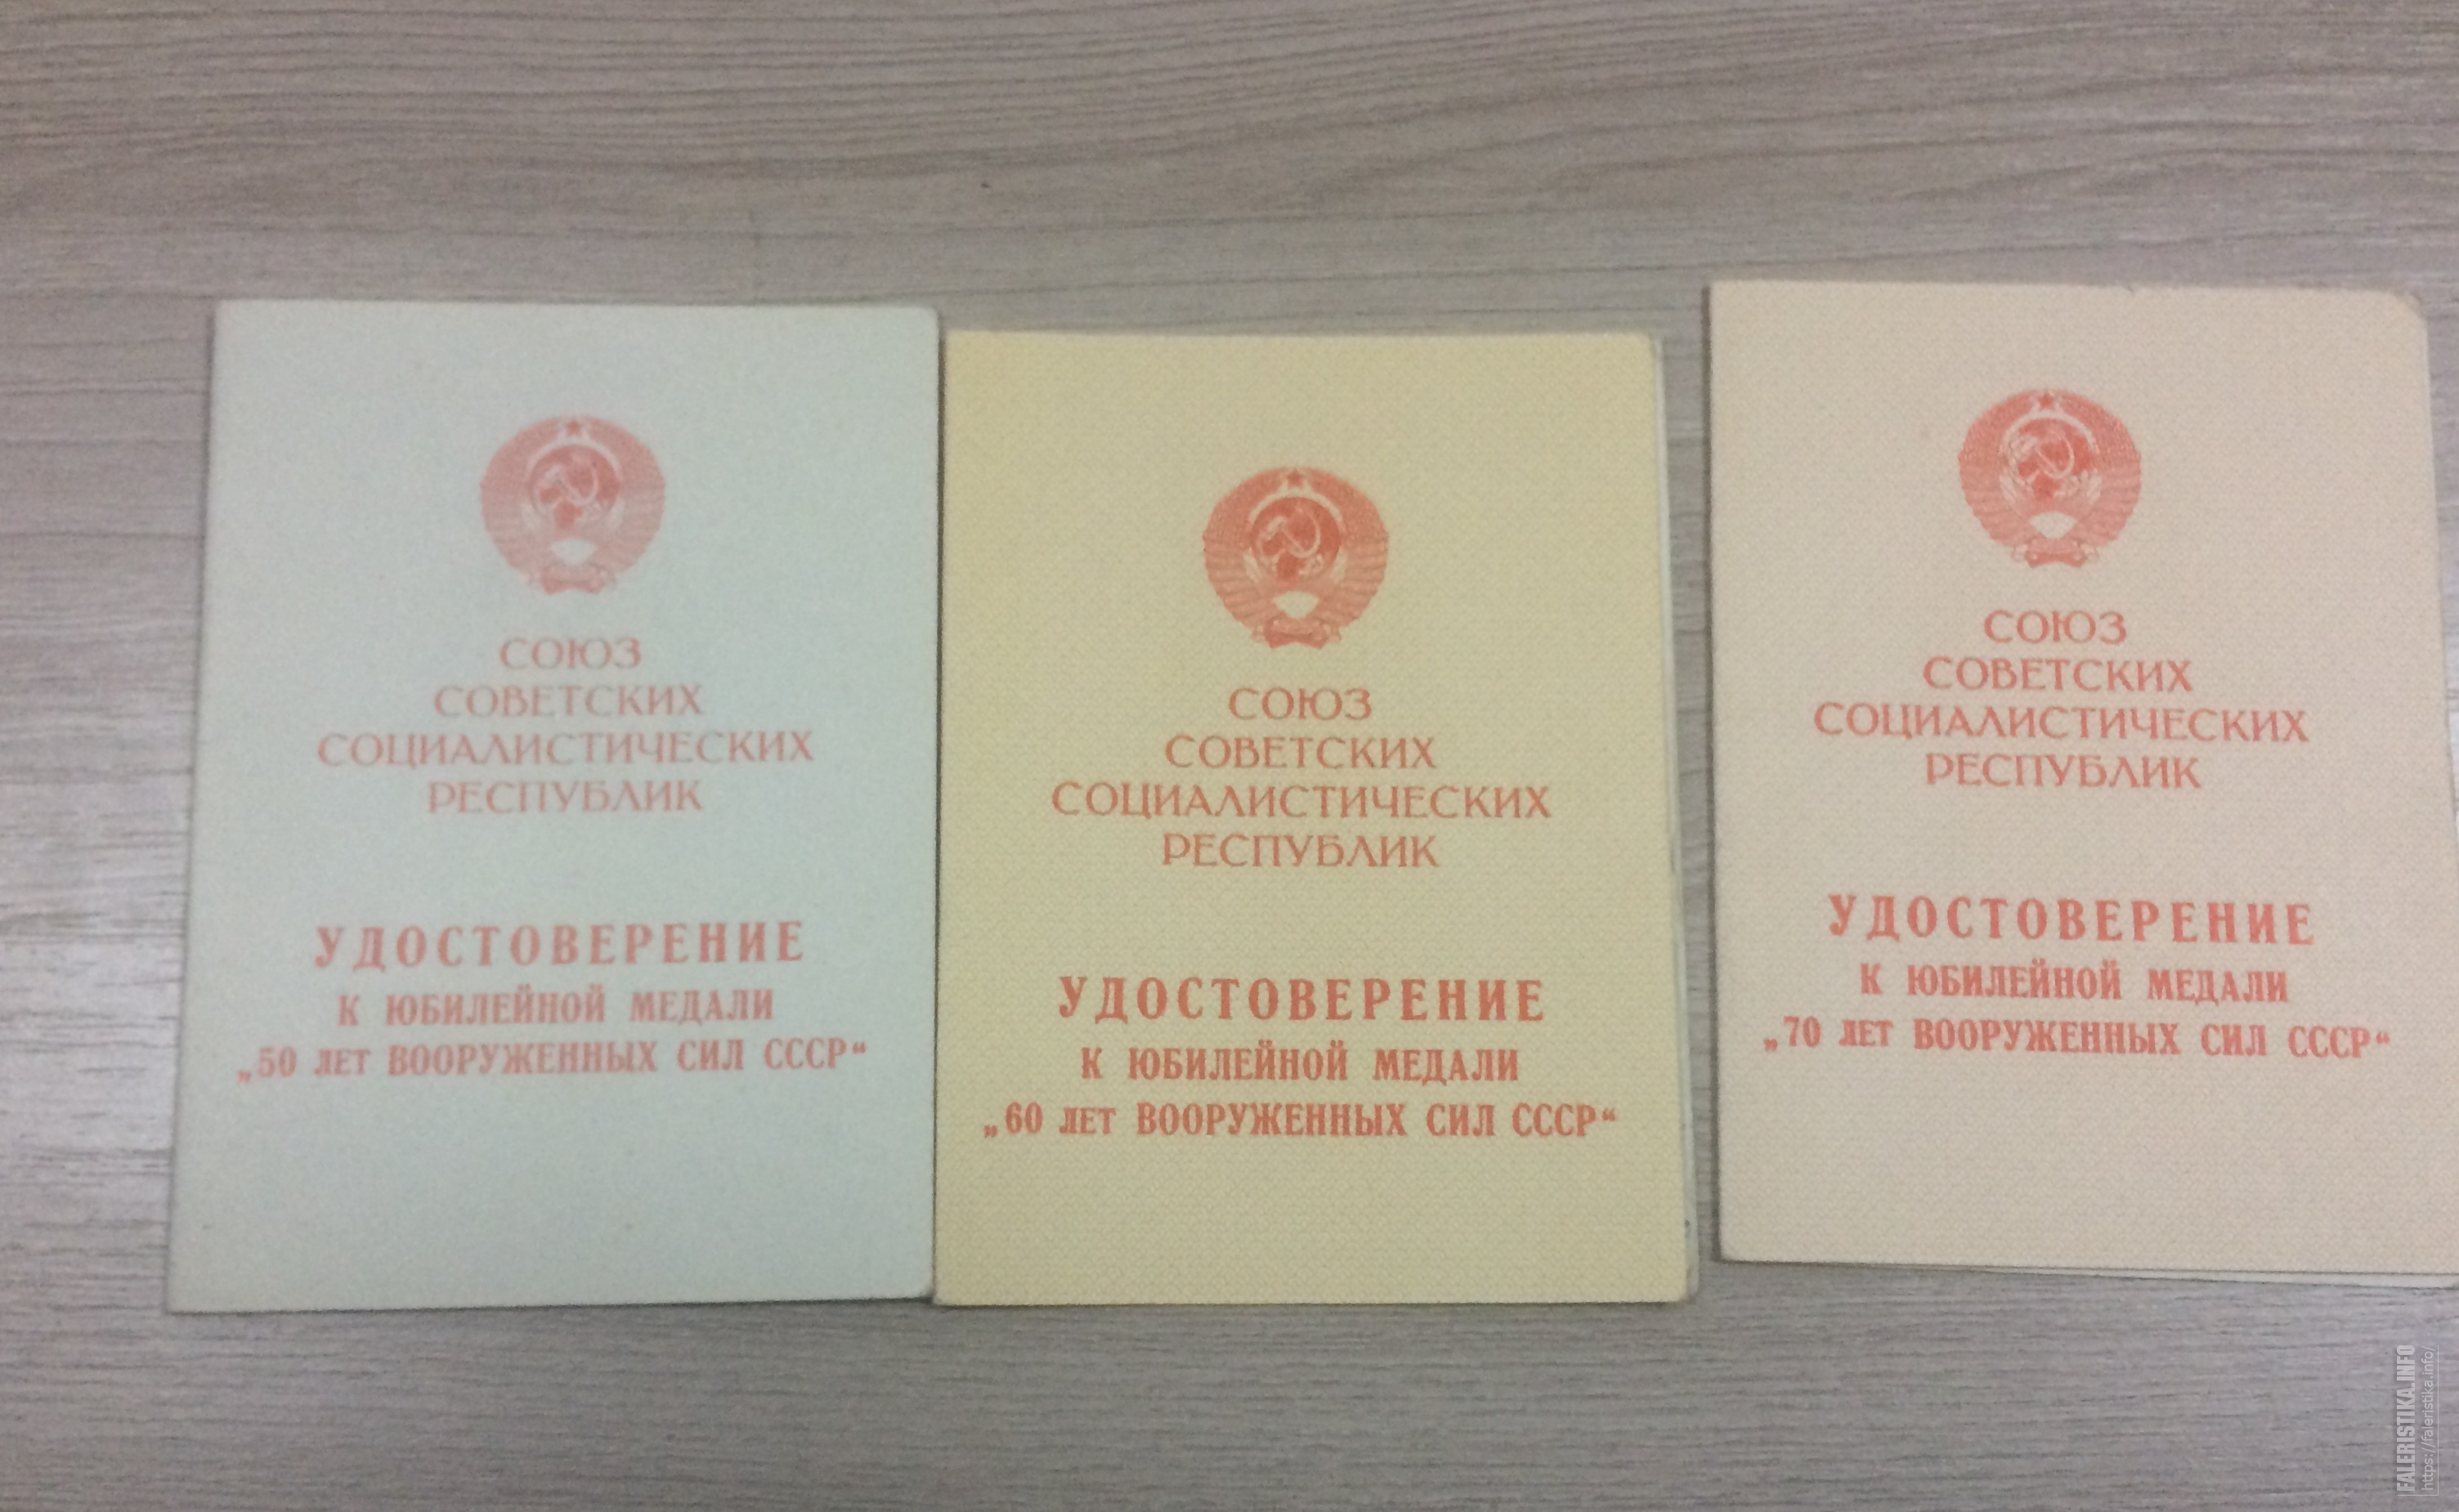 СОЮЗ
СОВЕТСКИХ
СОЦИАЛИСТИЧЕСКИХ
РЕСПУБЛИК
УДОСТОВЕРЕНИЕ
К ЮБИЛЕЙНОЙ МЕДАЛИ
„50 ЛЕТ ВООРУЖЕННЫХ СИЛ СССР“
СОЮЗ
СОВЕТСКИХ
СОЦИАЛИСТИЧЕСКИХ
РЕСПУБЛИК
УДОСТОВЕРЕНИЕ
К ЮБИЛЕЙНОЙ МЕДАЛИ
„60 ЛЕТ ВООРУЖЕННЫХ СИЛ СССР“
СОЮЗ
СОВЕТСКИХ
СОЦИАЛИСТИЧЕСКИХ
РЕСПУБЛИК
УДОСТОВЕРЕНИЕ
К ЮБИЛЕЙНОЙ МЕДАЛИ
„70 ЛЕТ ВООРУЖЕННЫХ СИЛ СССР“
FALERISTIKA.INFO
https://faleristika.info/